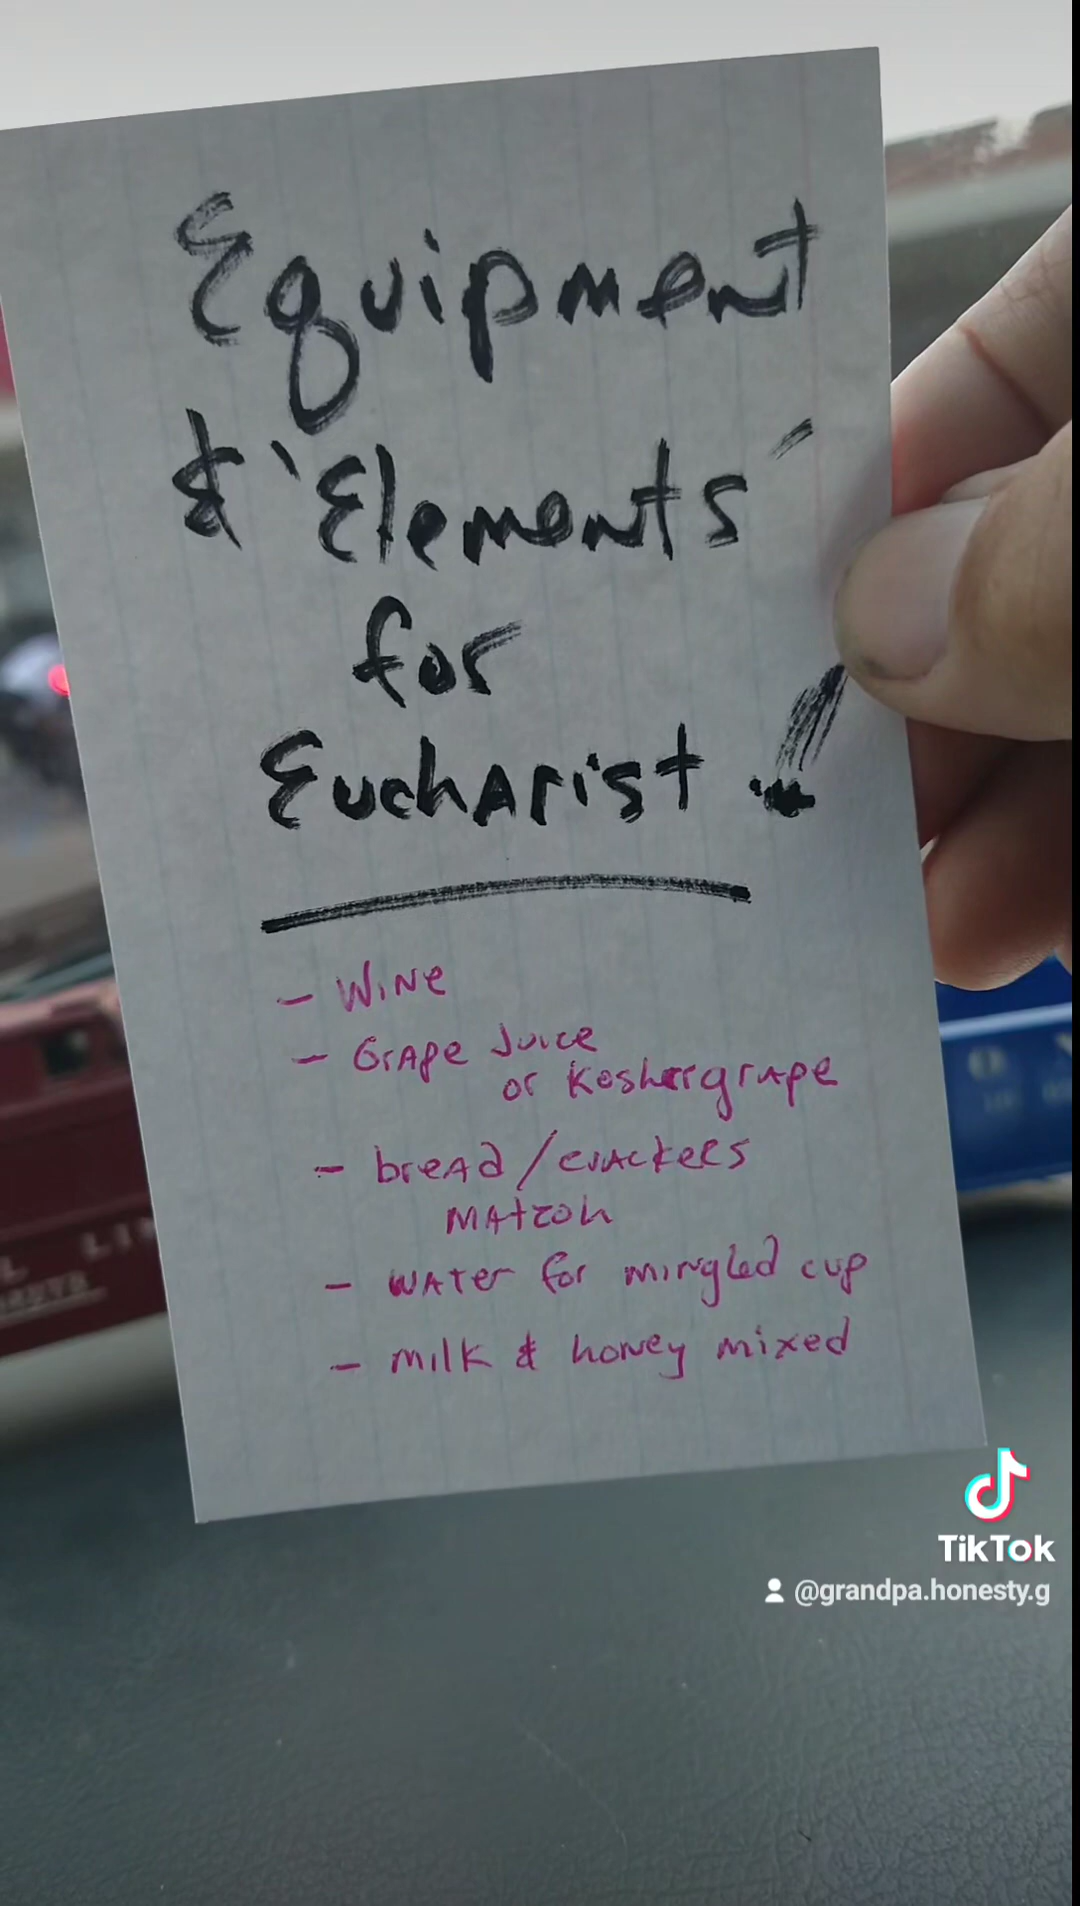 Equipment
& 'Elements'
for
Eucharist
- WiNe
- GrApe Juice
or Koshergrape
- breAd / crackers
MAtzoh
- WAter for mingled cup
- milk & honey mixed
TikTok
@grandpa.honesty.g